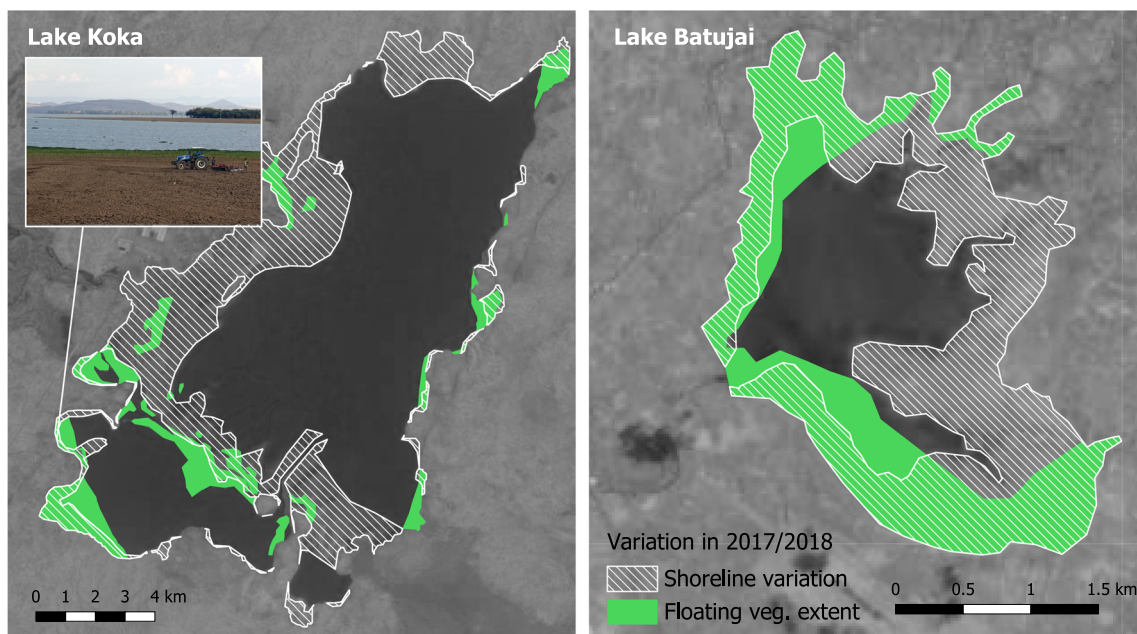 Lake Koka
0 1 2 3 4 km
Lake Batujai
Variation in 2017/2018
Shoreline variation
Floating veg. extent
0 0.5 1 1.5 km